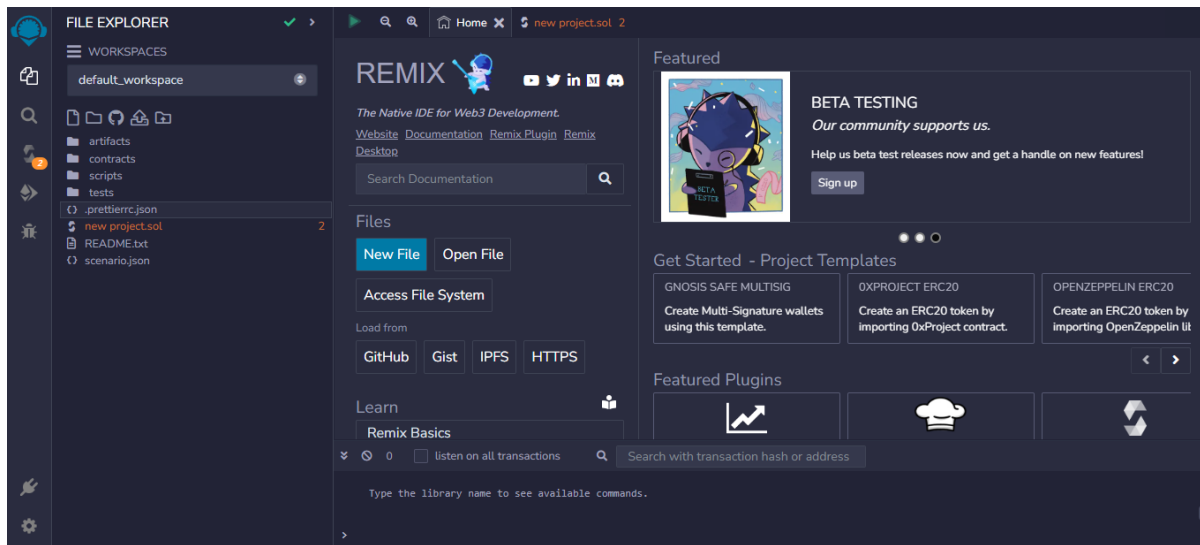 FILE EXPLORER
WORKSPACES
default_workspace
artifacts
contracts
scripts
tests
.prettierrc.json
new project.sol 2
README.txt
scenario.json
2
Home
new project.sol 2
REMIX
The Native IDE for Web3 Development.
Website Documentation Remix Plugin Remix
Desktop
Search Documentation
Files
New File Open File
Access File System
Load from
GitHub Gist IPFS HTTPS
Learn
Remix Basics
Featured
BETA TESTING
Our community supports us.
Help us beta test releases now and get a handle on new features!
Sign up
BETA
TESTER
Get Started - Project Templates
GNOSIS SAFE MULTISIG
Create Multi-Signature wallets
using this template.
0XPROJECT ERC20
Create an ERC20 token by
importing 0xProject contract.
OPENZEPPELIN ERC20
Create an ERC20 token by
importing OpenZeppelin lib
Featured Plugins
0 listen on all transactions Search with transaction hash or address
Type the library name to see available commands.
>